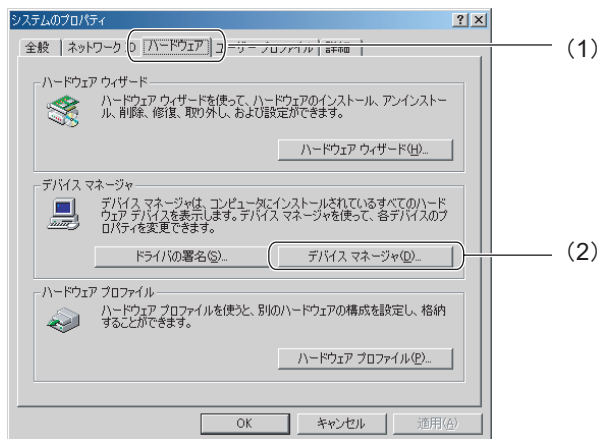 システムのプロパティ
全般 ネットワーク ID ハードウェア ユーザー プロファイル 詳細
(1)
ハードウェア ウィザード
ハードウェア ウィザードを使って、ハードウェアのインストール、アンインストー
ル、削除、修復、取り外し、および設定ができます。
ハードウェア ウィザード(H)...
デバイス マネージャ
デバイス マネージャは、コンピュータにインストールされているすべてのハード
ウェア デバイスを表示します。デバイス マネージャを使って、各デバイスのプ
ロパティを変更できます。
ドライバの署名(S)... デバイス マネージャ(D)...
(2)
ハードウェア プロファイル
ハードウェア プロファイルを使うと、別のハードウェアの構成を設定し、格納
することができます。
ハードウェア プロファイル(P)...
OK キャンセル 適用(A)